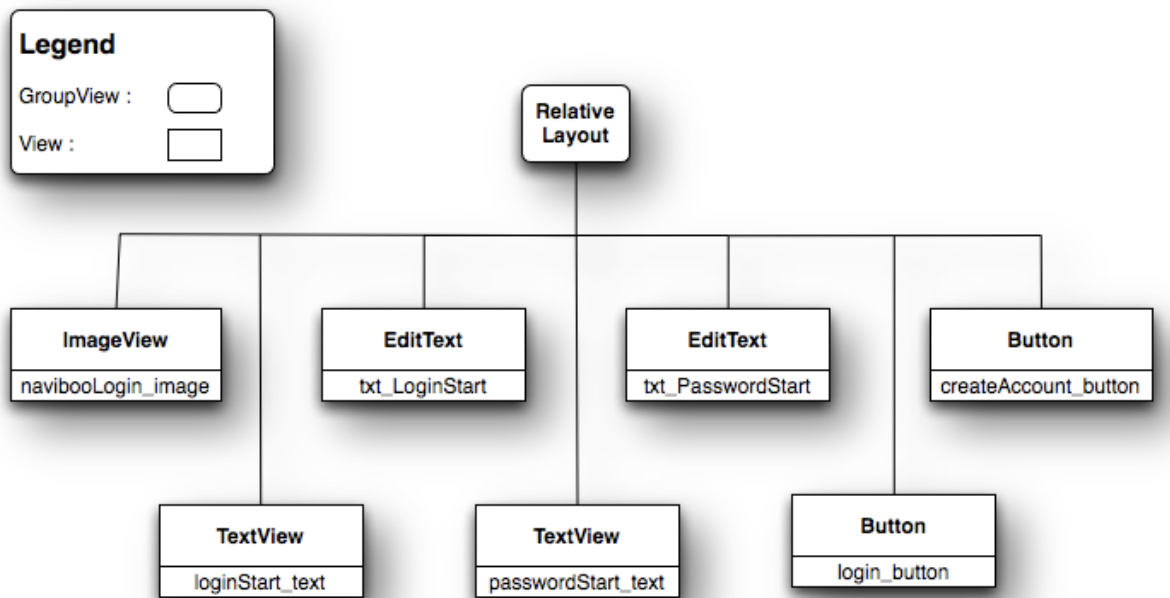 Legend
GroupView :
View :
Relative
Layout
ImageView
navibooLogin_image
EditText
txt_LoginStart
EditText
txt_PasswordStart
Button
createAccount_button
TextView
loginStart_text
TextView
passwordStart_text
Button
login_button